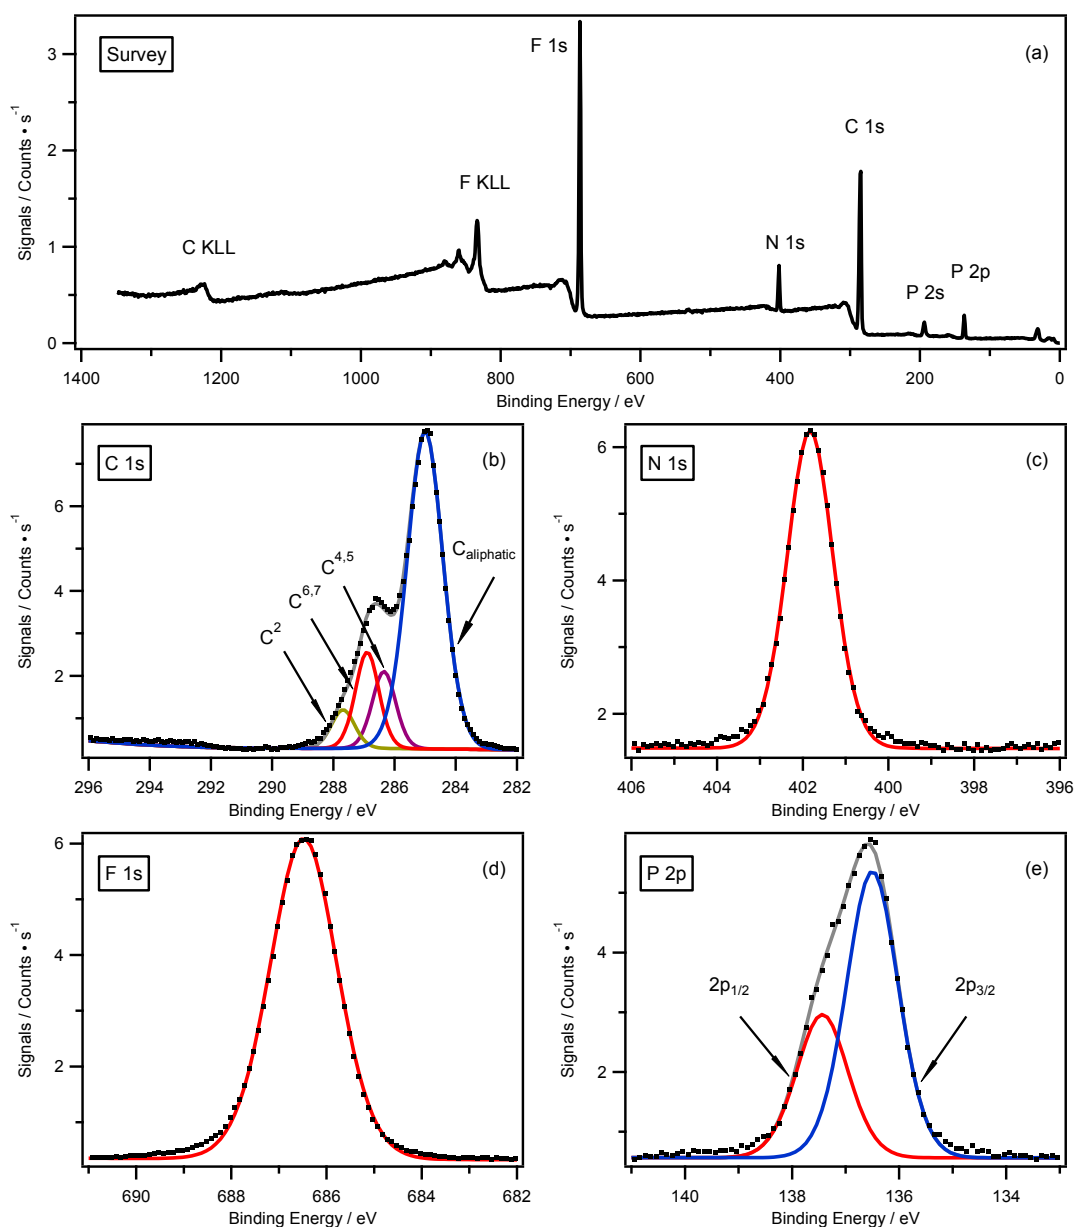 Survey
(a)
F 1s
C 1s
F KLL
C KLL
N 1s
P 2s
P 2p
Signals / Counts • s⁻¹
3
2
1
0
1400 1200 1000 800 600 400 200 0
Binding Energy / eV
C 1s
(b)
C aliphatic
C 4,5
C 6,7
C 2
Signals / Counts • s⁻¹
6
4
2
296 294 292 290 288 286 284 282
Binding Energy / eV
N 1s
(c)
Signals / Counts • s⁻¹
6
4
2
406 404 402 400 398 396
Binding Energy / eV
F 1s
(d)
Signals / Counts • s⁻¹
6
4
2
690 688 686 684 682
Binding Energy / eV
P 2p
(e)
2p1/2
2p3/2
Signals / Counts • s⁻¹
4
2
140 138 136 134
Binding Energy / eV